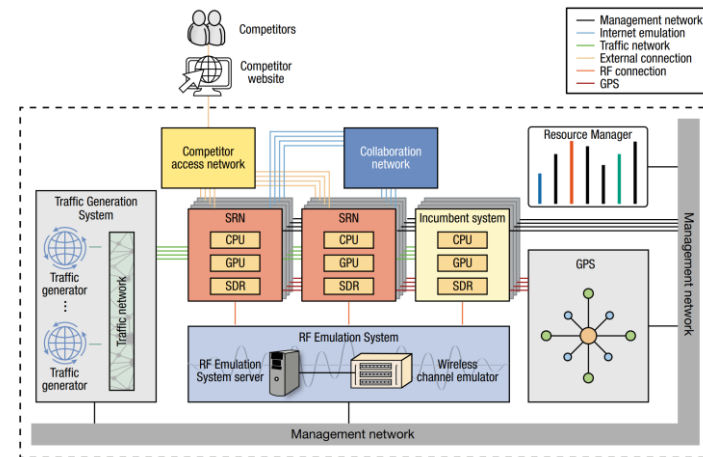 Competitors
Competitor
website
Management network
Internet emulation
Traffic network
External connection
RF connection
GPS
Competitor
access network
Collaboration
network
Resource Manager
Traffic Generation
System
Traffic
generator
...
Traffic
generator
Traffic network
SRN
CPU
GPU
SDR
SRN
CPU
GPU
SDR
Incumbent system
CPU
GPU
SDR
GPS
RF Emulation System
RF Emulation
System server
Wireless
channel emulator
Management network
Management network